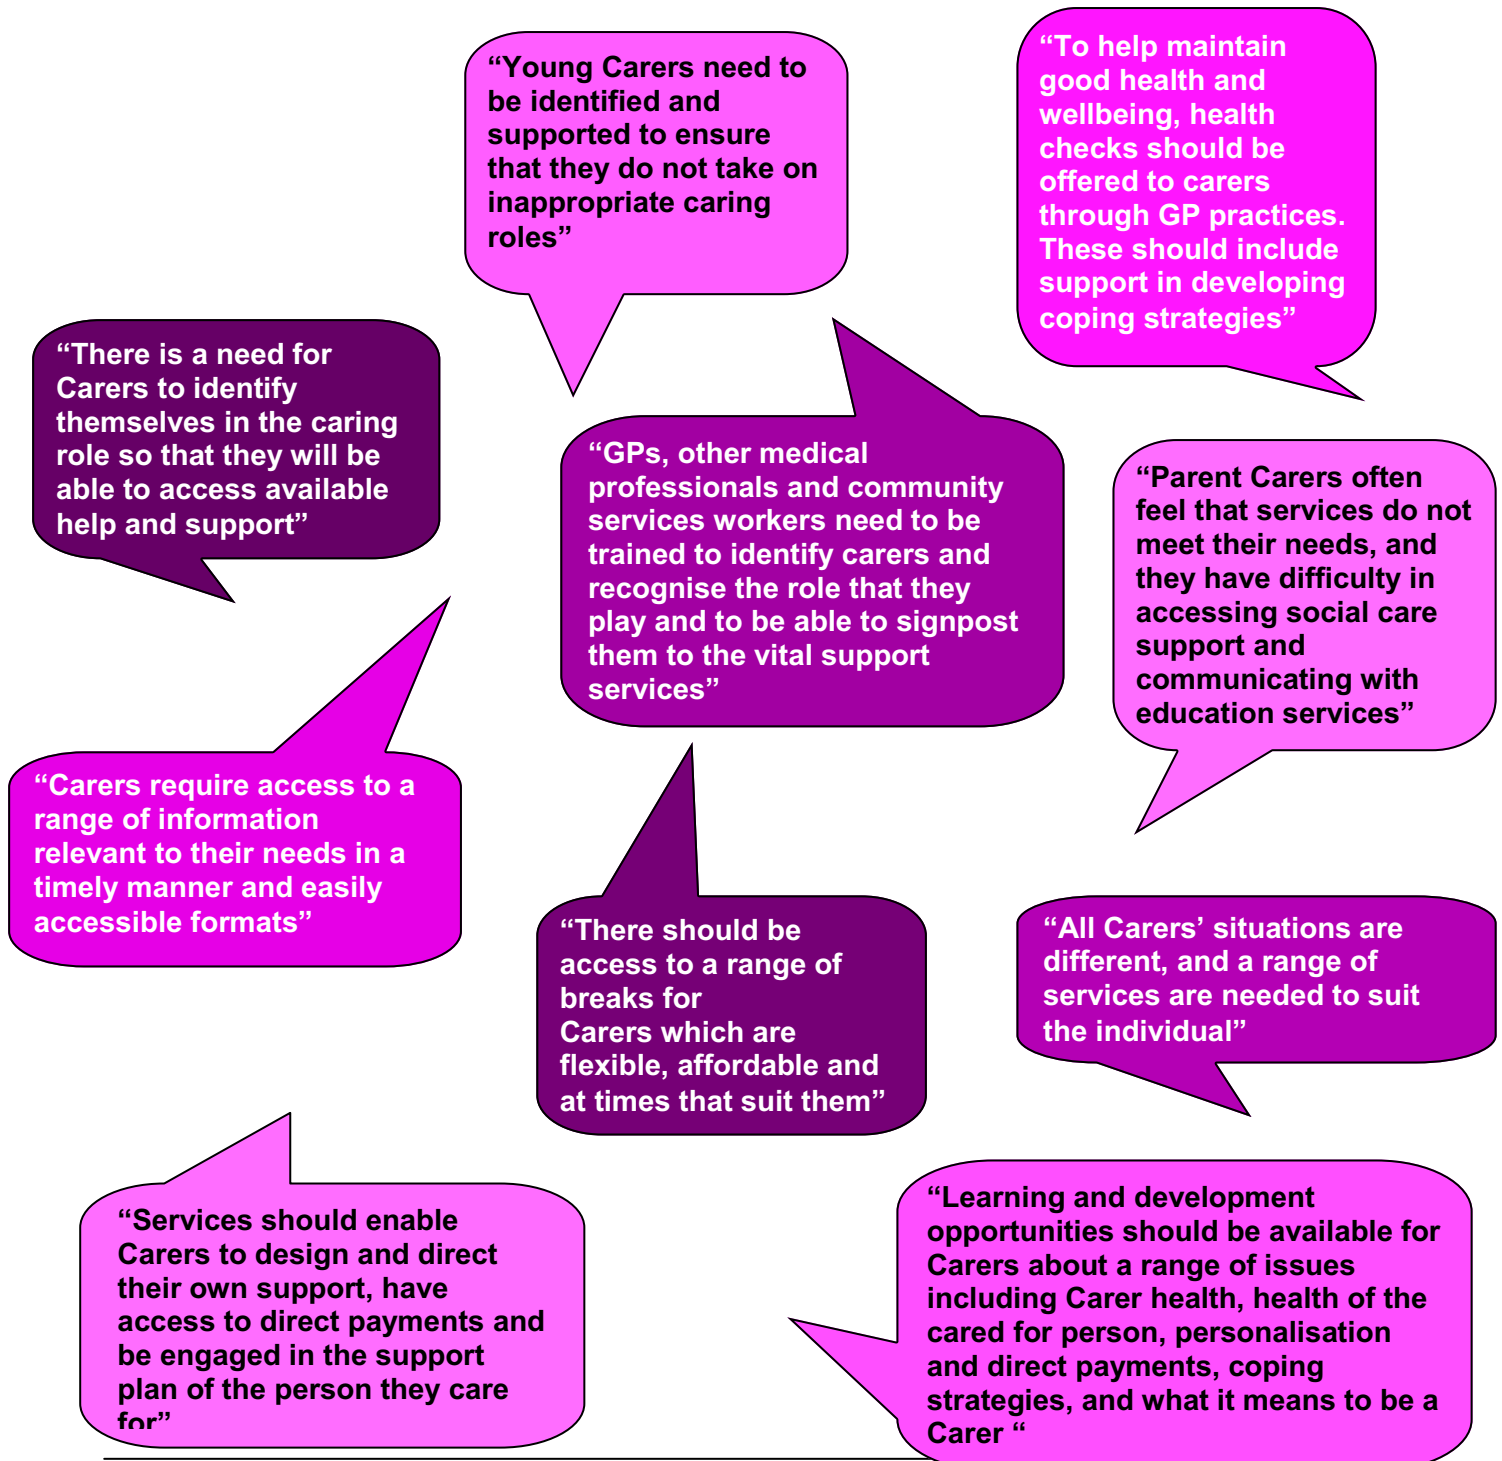 “Young Carers need to
be identified and
supported to ensure
that they do not take on
inappropriate caring
roles”
“To help maintain
good health and
wellbeing, health
checks should be
offered to carers
through GP practices.
These should include
support in developing
coping strategies”
“There is a need for
Carers to identify
themselves in the caring
role so that they will be
able to access available
help and support”
“GPs, other medical
professionals and community
services workers need to be
trained to identify carers and
recognise the role that they
play and to be able to signpost
them to the vital support
services”
“Parent Carers often
feel that services do not
meet their needs, and
they have difficulty in
accessing social care
support and
communicating with
education services”
“Carers require access to a
range of information
relevant to their needs in a
timely manner and easily
accessible formats”
“There should be
access to a range of
breaks for
Carers which are
flexible, affordable and
at times that suit them”
“All Carers’ situations are
different, and a range of
services are needed to suit
the individual”
“Services should enable
Carers to design and direct
their own support, have
access to direct payments and
be engaged in the support
plan of the person they care
for”
“Learning and development
opportunities should be available for
Carers about a range of issues
including Carer health, health of the
cared for person, personalisation
and direct payments, coping
strategies, and what it means to be a
Carer “